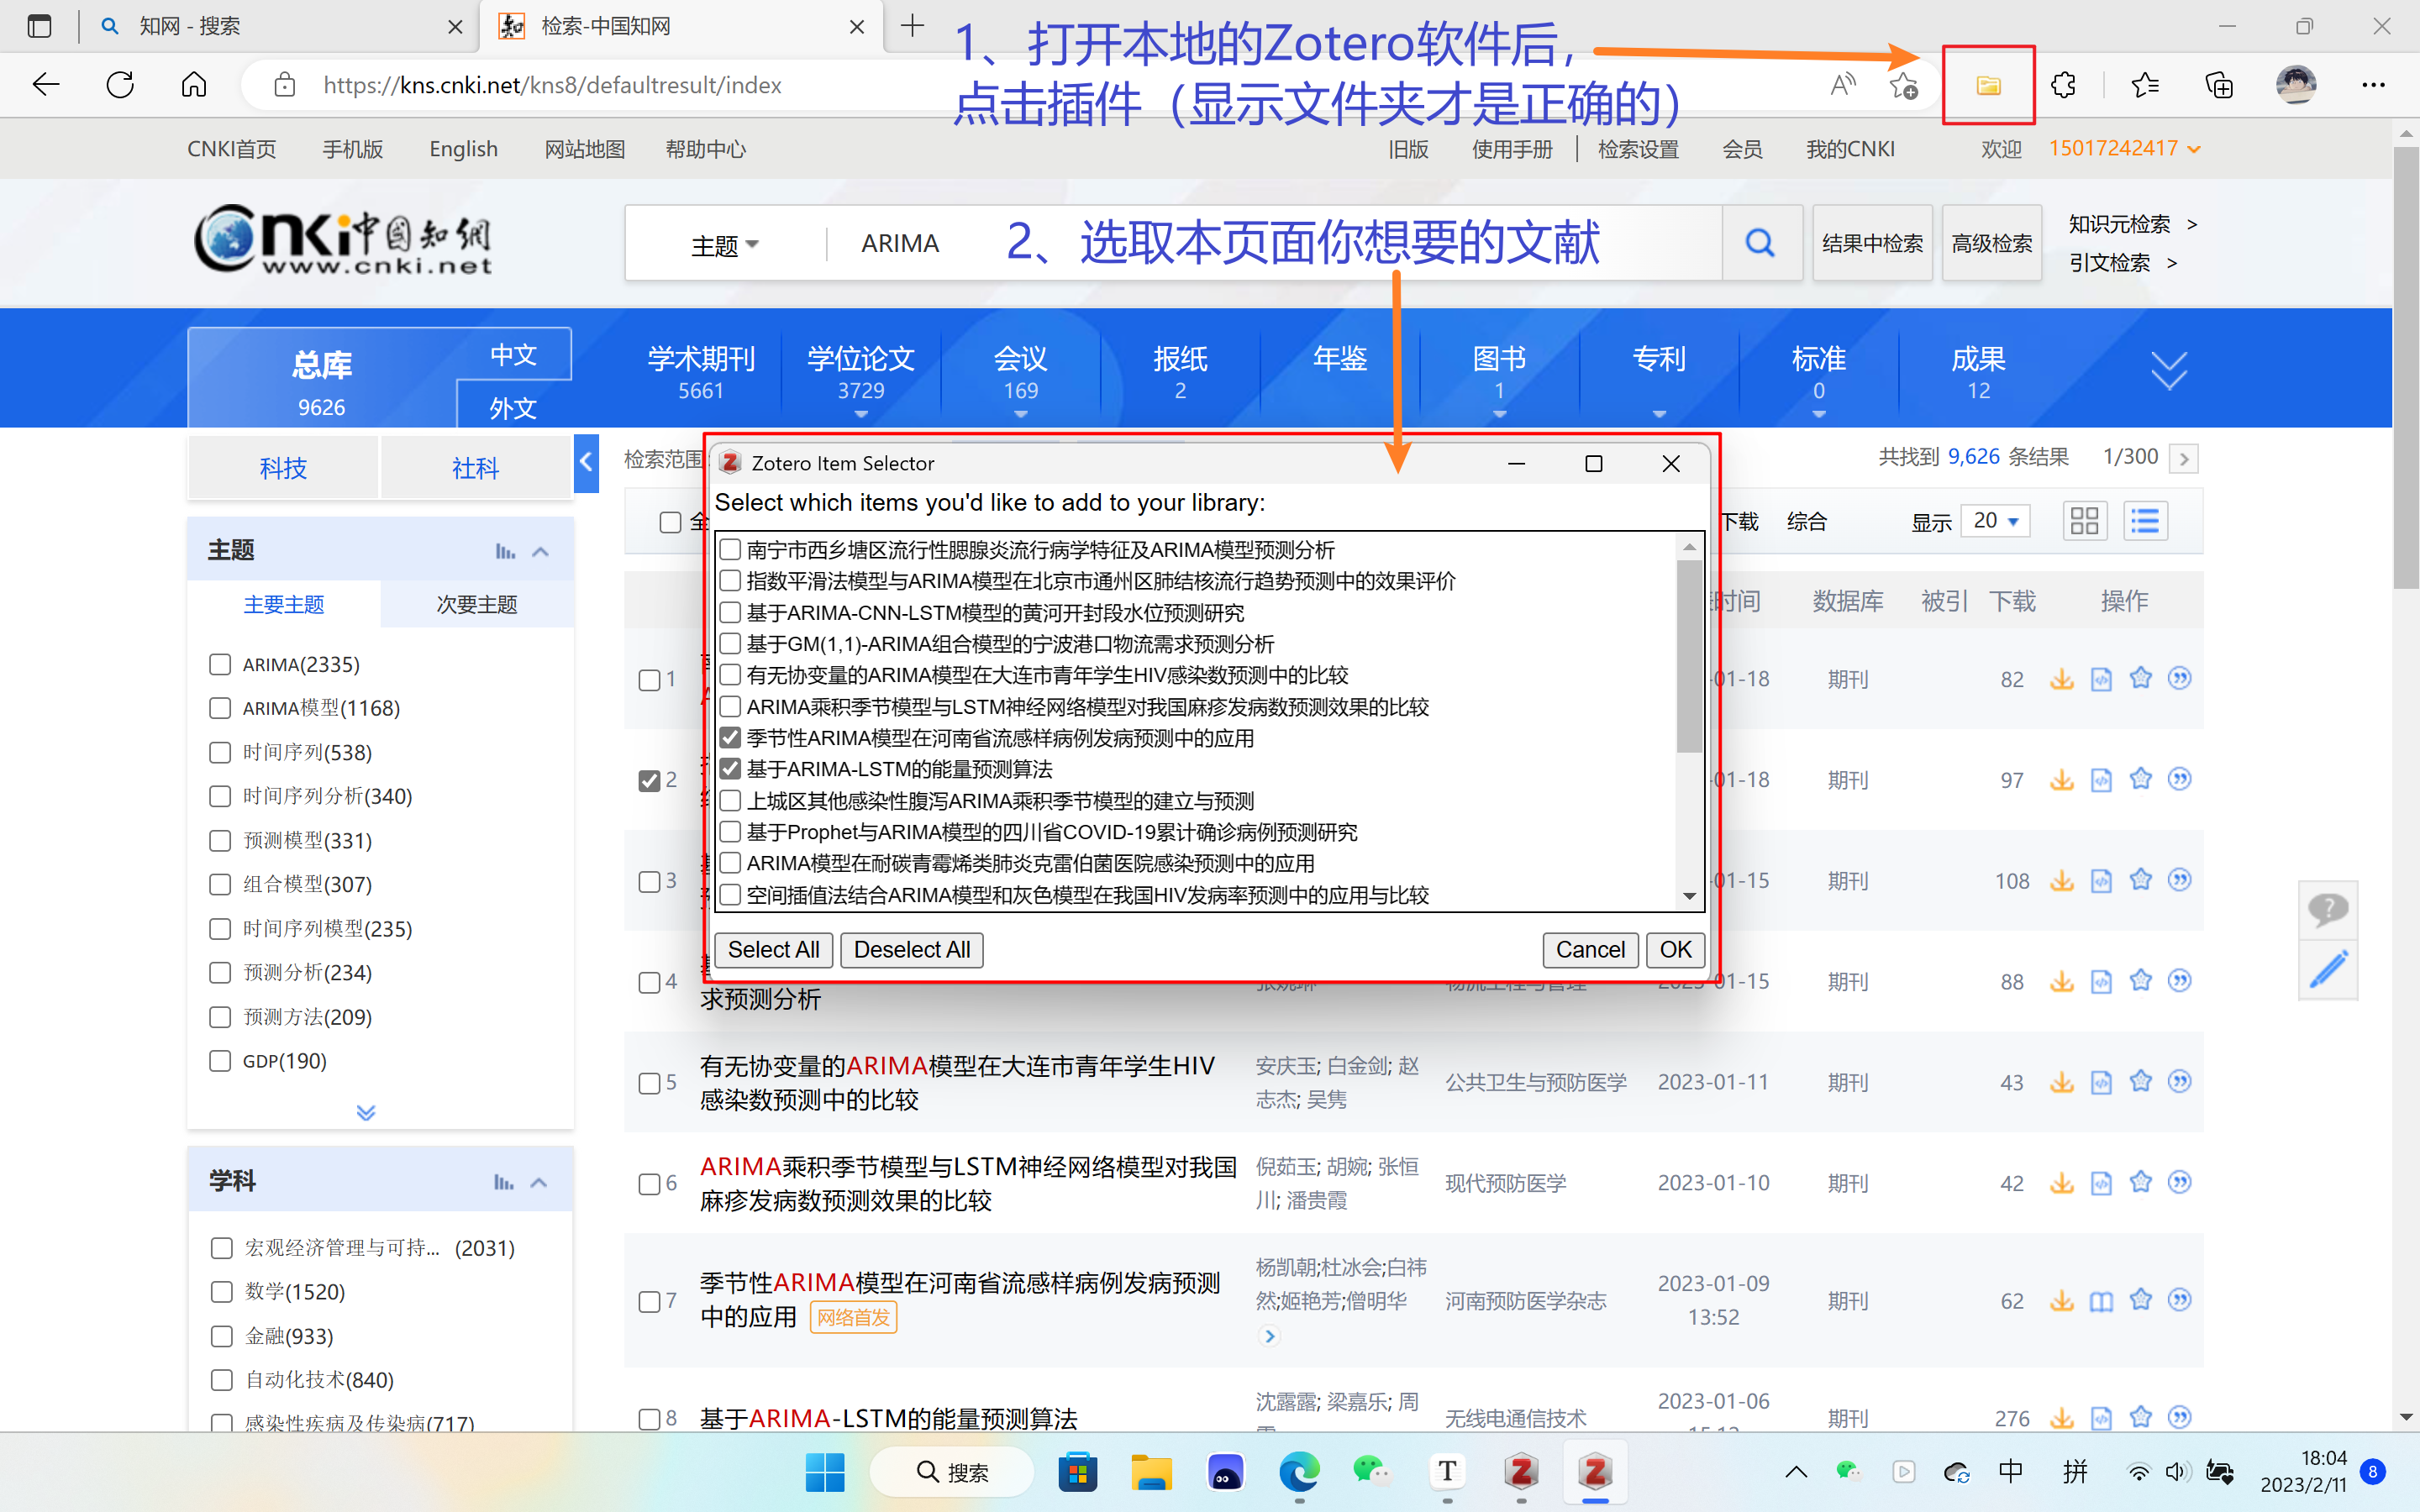 知网 - 搜索
检索-中国知网
1、打开本地的Zotero软件后，
点击插件（显示文件夹才是正确的）
https://kns.cnki.net/kns8/defaultresult/index
CNKI首页 手机版 English 网站地图 帮助中心 旧版 使用手册 检索设置 会员 我的CNKI 欢迎 15017242417
Cnki中国知網
www.cnki.net
主题 ARIMA
2、选取本页面你想要的文献
结果中检索 高级检索
知识元检索 >
引文检索 >
总库
9626
中文
外文
学术期刊
5661
学位论文
3729
会议
169
报纸
2
年鉴
图书
1
专利
标准
0
成果
12
科技 社科
检索范围
共找到 9,626 条结果 1/300
下载 综合 显示 20
主题
主要主题 次要主题
ARIMA(2335)
ARIMA模型(1168)
时间序列(538)
时间序列分析(340)
预测模型(331)
组合模型(307)
时间序列模型(235)
预测分析(234)
预测方法(209)
GDP(190)
学科
宏观经济管理与可持... (2031)
数学(1520)
金融(933)
自动化技术(840)
感染性疾病及传染病(717)
Zotero Item Selector
Select which items you'd like to add to your library:
南宁市西乡塘区流行性腮腺炎流行病学特征及ARIMA模型预测分析
指数平滑法模型与ARIMA模型在北京市通州区肺结核流行趋势预测中的效果评价
基于ARIMA-CNN-LSTM模型的黄河开封段水位预测研究
基于GM(1,1)-ARIMA组合模型的宁波港口物流需求预测分析
有无协变量的ARIMA模型在大连市青年学生HIV感染数预测中的比较
ARIMA乘积季节模型与LSTM神经网络模型对我国麻疹发病数预测效果的比较
季节性ARIMA模型在河南省流感样病例发病预测中的应用
基于ARIMA-LSTM的能量预测算法
上城区其他感染性腹泻ARIMA乘积季节模型的建立与预测
基于Prophet与ARIMA模型的四川省COVID-19累计确诊病例预测研究
ARIMA模型在耐碳青霉烯类肺炎克雷伯菌医院感染预测中的应用
空间插值法结合ARIMA模型和灰色模型在我国HIV发病率预测中的应用与比较
Select All Deselect All Cancel OK
时间 数据库 被引 下载 操作
1 01-18 期刊 82
2 01-18 期刊 97
3 01-15 期刊 108
4 01-15 期刊 88
求预测分析
5 有无协变量的ARIMA模型在大连市青年学生HIV
感染数预测中的比较
安庆玉; 白金剑; 赵
志杰; 吴隽
公共卫生与预防医学 2023-01-11 期刊 43
6 ARIMA乘积季节模型与LSTM神经网络模型对我国
麻疹发病数预测效果的比较
倪茹玉; 胡婉; 张恒
川; 潘贵霞
现代预防医学 2023-01-10 期刊 42
7 季节性ARIMA模型在河南省流感样病例发病预测
中的应用 网络首发
杨凯朝;杜冰会;白祎
然;姬艳芳;僧明华
河南预防医学杂志 2023-01-09
13:52
期刊 62
8 基于ARIMA-LSTM的能量预测算法
沈露露; 梁嘉乐; 周
无线电通信技术 2023-01-06
期刊 276
搜索
中 拼
18:04
2023/2/11
8